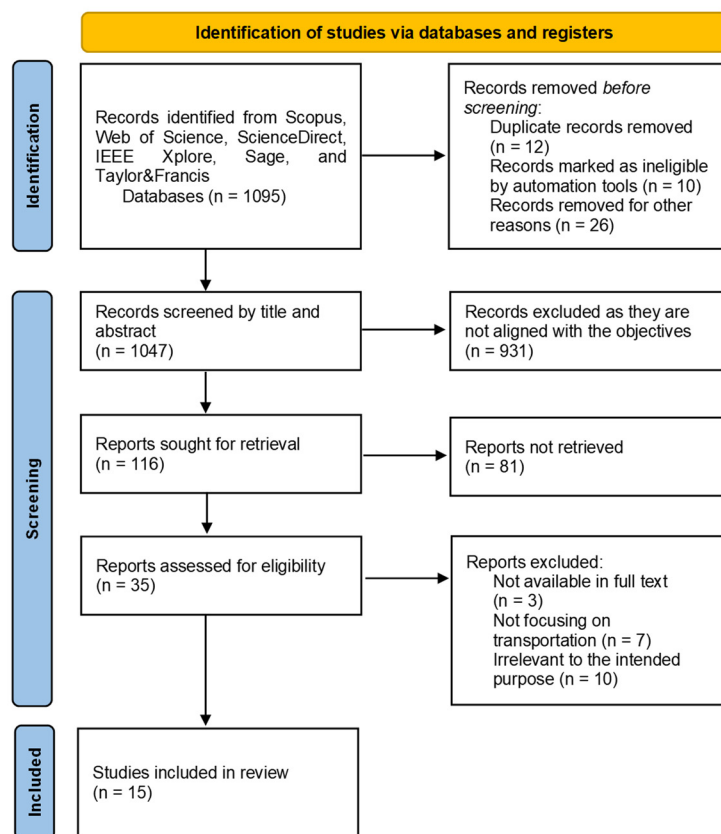 Identification of studies via databases and registers
Identification
Records identified from Scopus,
Web of Science, ScienceDirect,
IEEE Xplore, Sage, and
Taylor&Francis
Databases (n = 1095)
Records removed before
screening:
Duplicate records removed
(n = 12)
Records marked as ineligible
by automation tools (n = 10)
Records removed for other
reasons (n = 26)
Screening
Records screened by title and
abstract
(n = 1047)
Records excluded as they are
not aligned with the objectives
(n = 931)
Reports sought for retrieval
(n = 116)
Reports not retrieved
(n = 81)
Reports assessed for eligibility
(n = 35)
Reports excluded:
Not available in full text
(n = 3)
Not focusing on
transportation (n = 7)
Irrelevant to the intended
purpose (n = 10)
Included
Studies included in review
(n = 15)